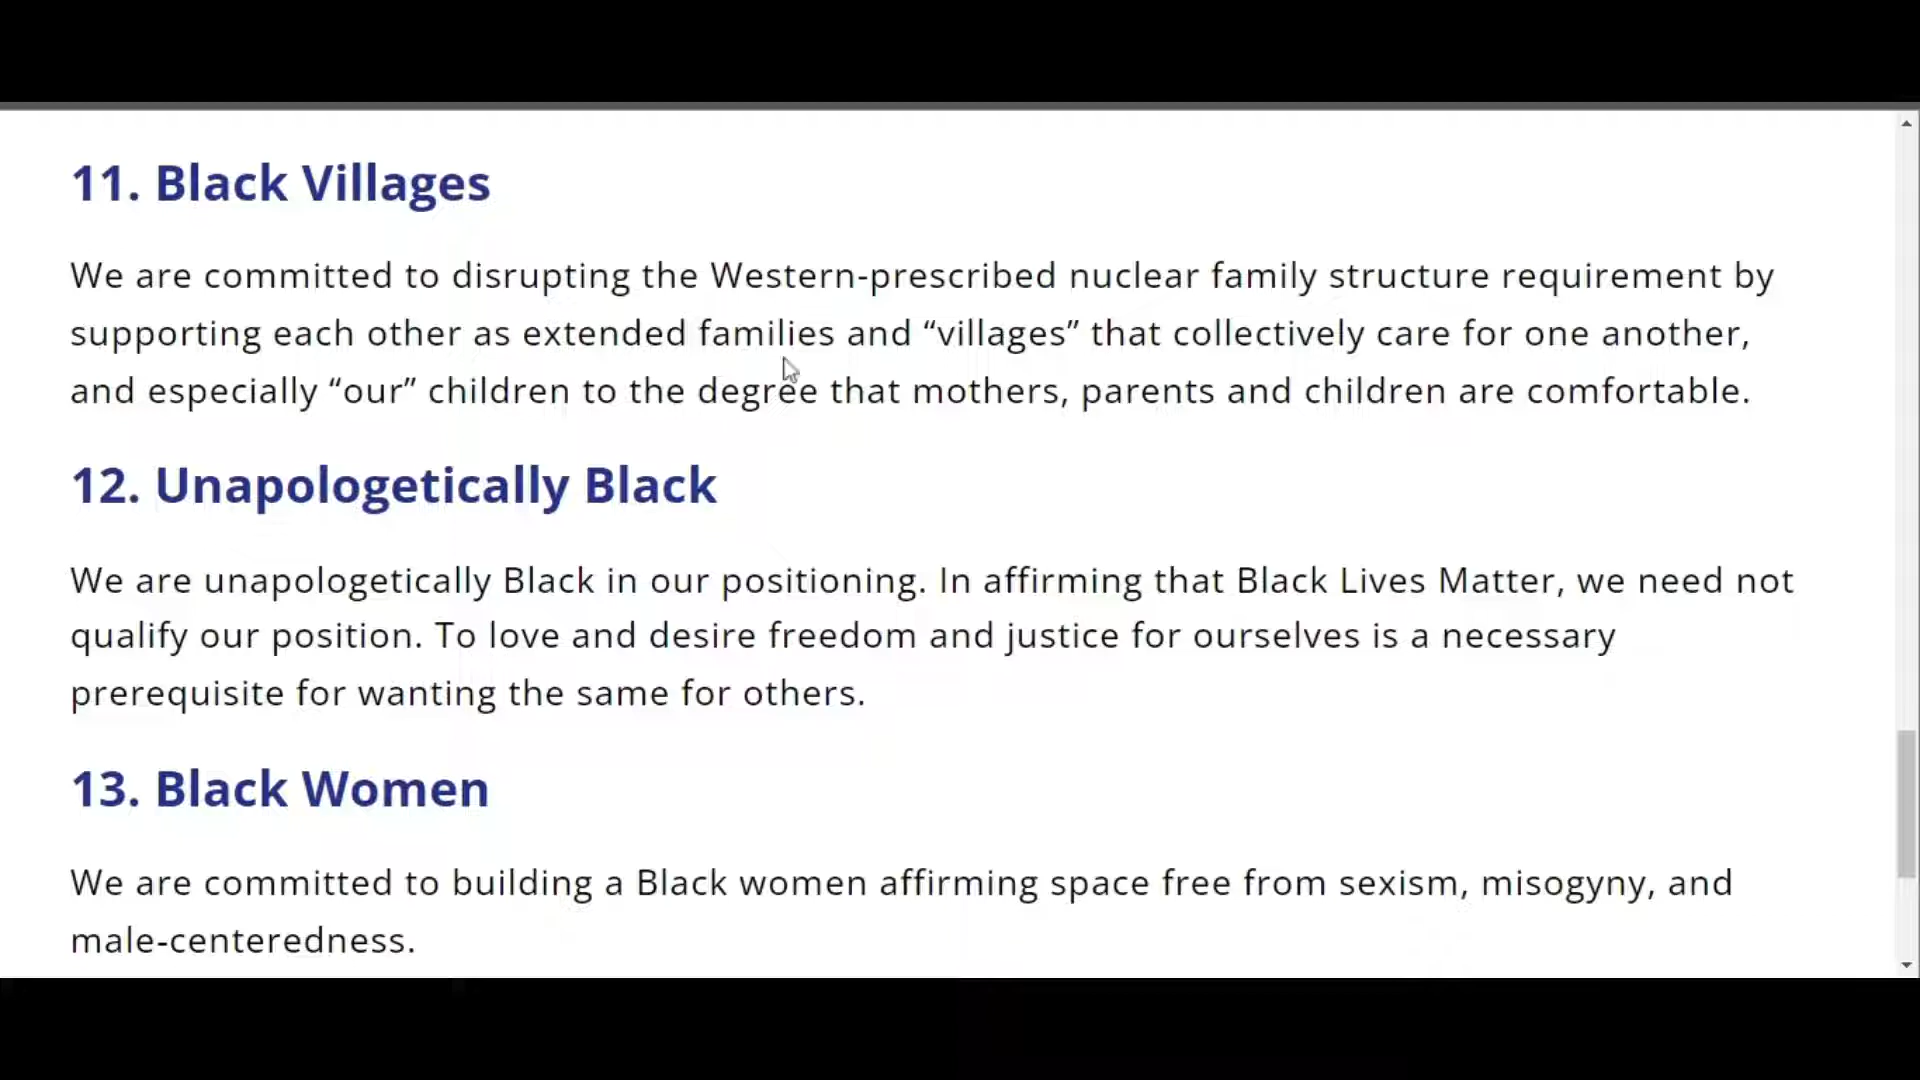 11. Black Villages
We are committed to disrupting the Western-prescribed nuclear family structure requirement by
supporting each other as extended families and “villages” that collectively care for one another,
and especially “our” children to the degree that mothers, parents and children are comfortable.
12. Unapologetically Black
We are unapologetically Black in our positioning. In affirming that Black Lives Matter, we need not
qualify our position. To love and desire freedom and justice for ourselves is a necessary
prerequisite for wanting the same for others.
13. Black Women
We are committed to building a Black women affirming space free from sexism, misogyny, and
male-centeredness.